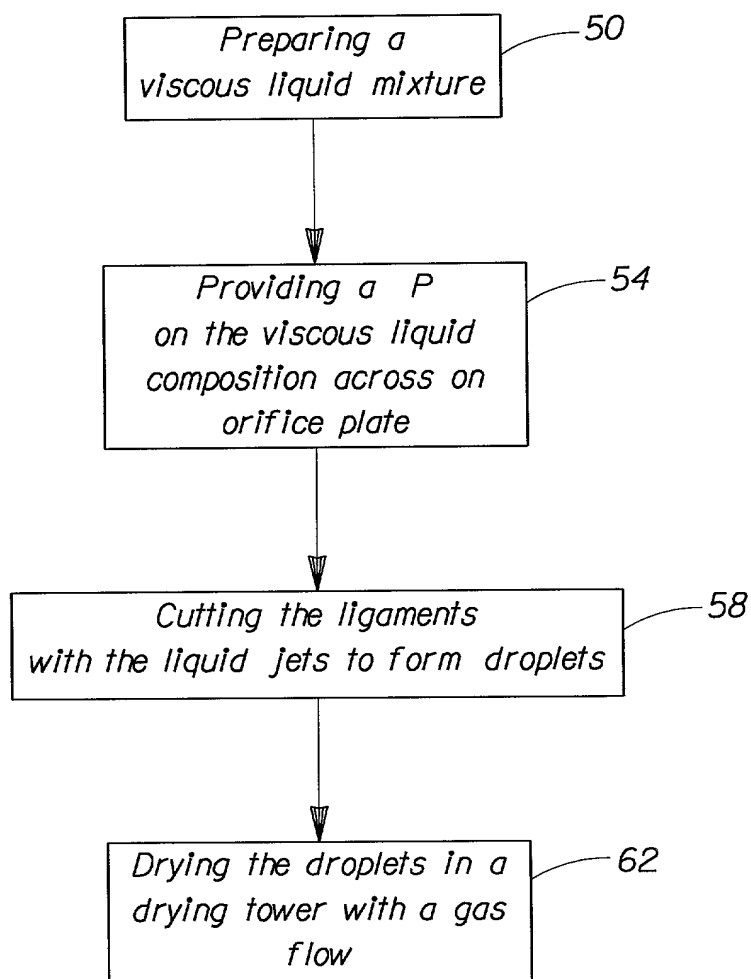 Preparing a
viscous liquid mixture
50
Providing a P
on the viscous liquid
composition across on
orifice plate
54
Cutting the ligaments
with the liquid jets to form droplets
58
Drying the droplets in a
drying tower with a gas
flow
62